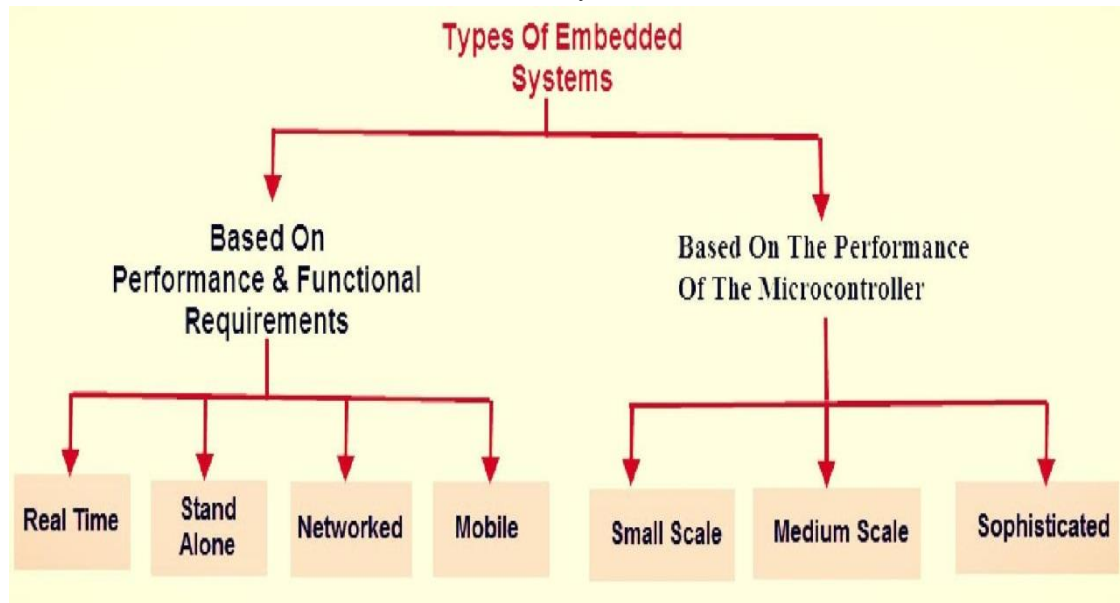 Types Of Embedded
Systems
Based On
Performance & Functional
Requirements
Based On The Performance
Of The Microcontroller
Real Time
Stand
Alone
Networked
Mobile
Small Scale
Medium Scale
Sophisticated